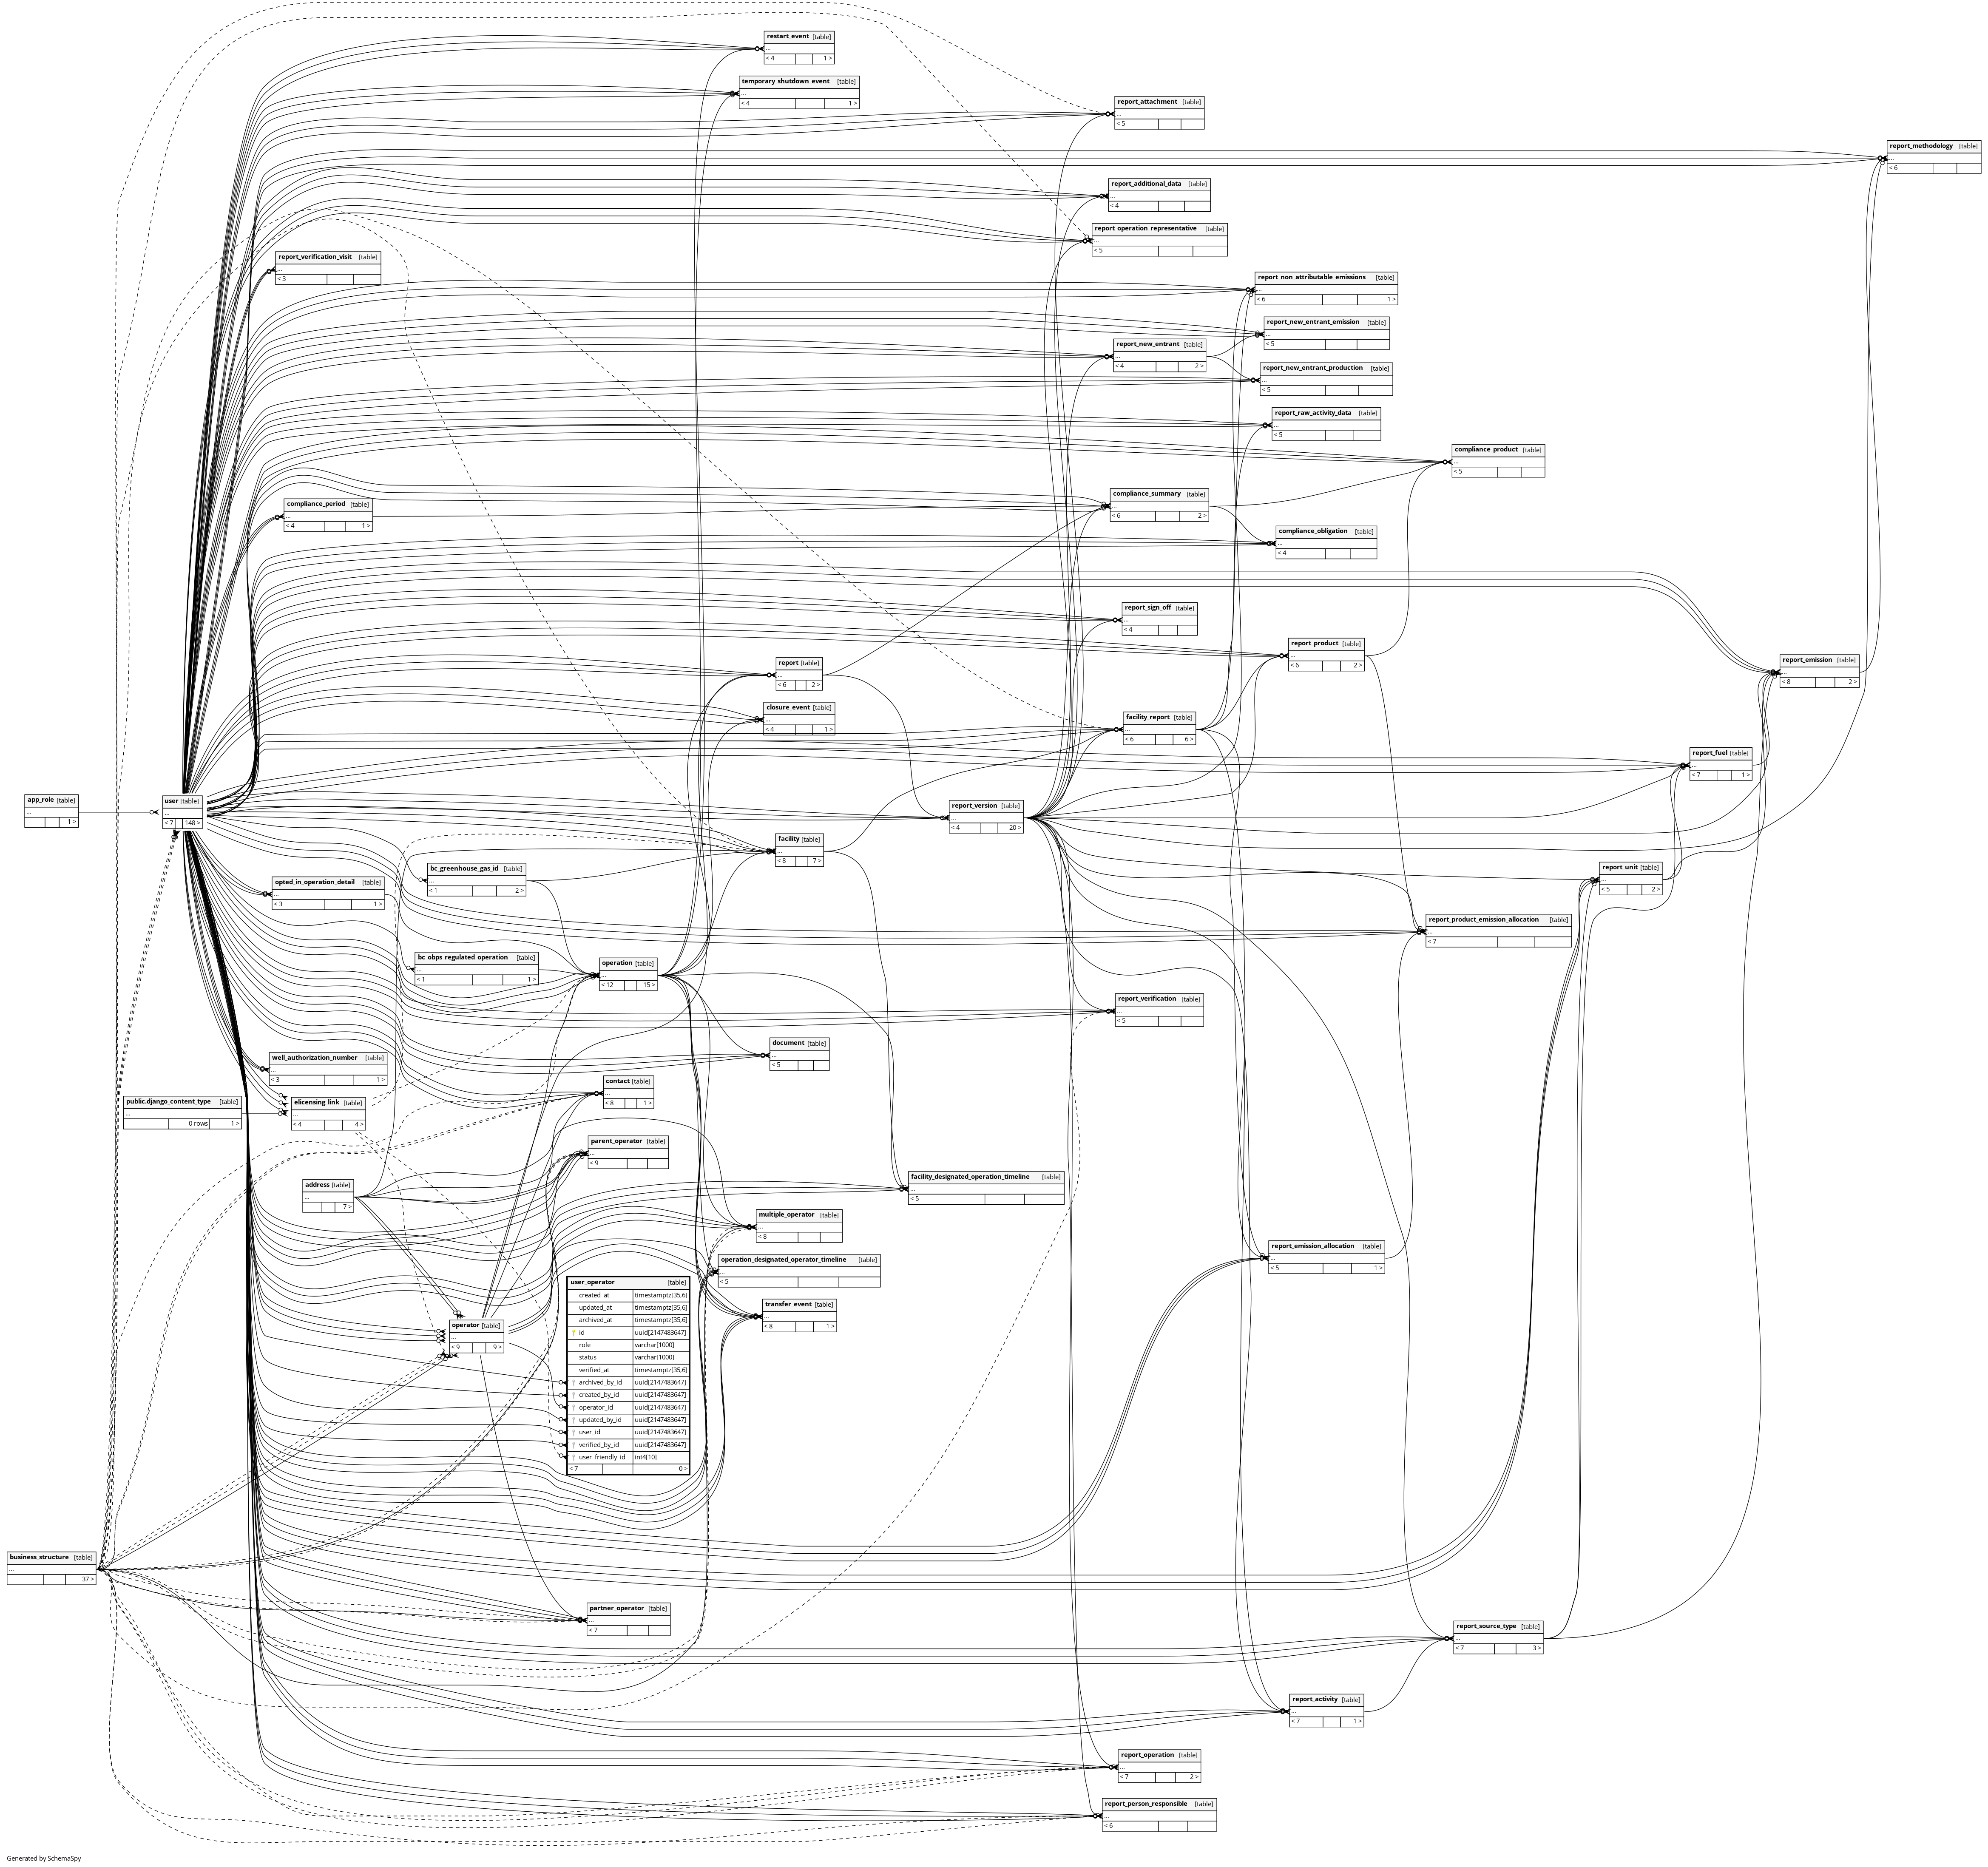 restart_event [table]
...
< 4 1 >
temporary_shutdown_event [table]
...
< 4 1 >
report_attachment [table]
...
< 5
report_methodology [table]
...
< 6
report_additional_data [table]
...
< 4
report_operation_representative [table]
...
< 5
report_verification_visit [table]
...
< 3
report_non_attributable_emissions [table]
...
< 6 1 >
report_new_entrant_emission [table]
...
< 5
report_new_entrant [table]
...
< 4 2 >
report_new_entrant_production [table]
...
< 5
report_raw_activity_data [table]
...
< 5
compliance_product [table]
...
< 5
compliance_summary [table]
...
< 6 2 >
compliance_period [table]
...
< 4 1 >
compliance_obligation [table]
...
< 4
report_sign_off [table]
...
< 4
report_product [table]
...
< 6 2 >
report [table]
...
< 6 2 >
report_emission [table]
...
< 8 2 >
closure_event [table]
...
< 4 1 >
facility_report [table]
...
< 6 6 >
report_fuel [table]
...
< 7 1 >
app_role [table]
...
1 >
user [table]
...
< 7 148 >
report_version [table]
...
< 4 20 >
facility [table]
...
< 8 7 >
bc_greenhouse_gas_id [table]
...
< 1 2 >
report_unit [table]
...
< 5 2 >
opted_in_operation_detail [table]
...
< 3 1 >
report_product_emission_allocation [table]
...
< 7
bc_obps_regulated_operation [table]
...
< 1 1 >
operation [table]
...
< 12 15 >
report_verification [table]
...
< 5
document [table]
...
< 5
well_authorization_number [table]
...
< 3 1 >
contact [table]
...
< 8 1 >
public.django_content_type [table]
...
0 rows 1 >
elicensing_link [table]
...
< 4 4 >
parent_operator [table]
...
< 9
facility_designated_operation_timeline [table]
...
< 5
address [table]
...
7 >
multiple_operator [table]
...
< 8
report_emission_allocation [table]
...
< 5 1 >
operation_designated_operator_timeline [table]
...
< 5
transfer_event [table]
...
< 8 1 >
operator [table]
...
< 9 9 >
user_operator [table]
created_at timestamptz[35,6]
updated_at timestamptz[35,6]
archived_at timestamptz[35,6]
id uuid[2147483647]
role varchar[1000]
status varchar[1000]
verified_at timestamptz[35,6]
archived_by_id uuid[2147483647]
created_by_id uuid[2147483647]
operator_id uuid[2147483647]
updated_by_id uuid[2147483647]
user_id uuid[2147483647]
verified_by_id uuid[2147483647]
user_friendly_id int4[10]
< 7 0 >
business_structure [table]
...
37 >
partner_operator [table]
...
< 7
report_source_type [table]
...
< 7 3 >
report_activity [table]
...
< 7 1 >
report_operation [table]
...
< 7 2 >
report_person_responsible [table]
...
< 6
Generated by SchemaSpy